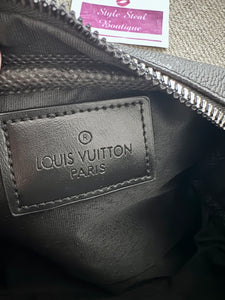 Style Steal
Boutique
®
LOUIS VUITTON
PARIS